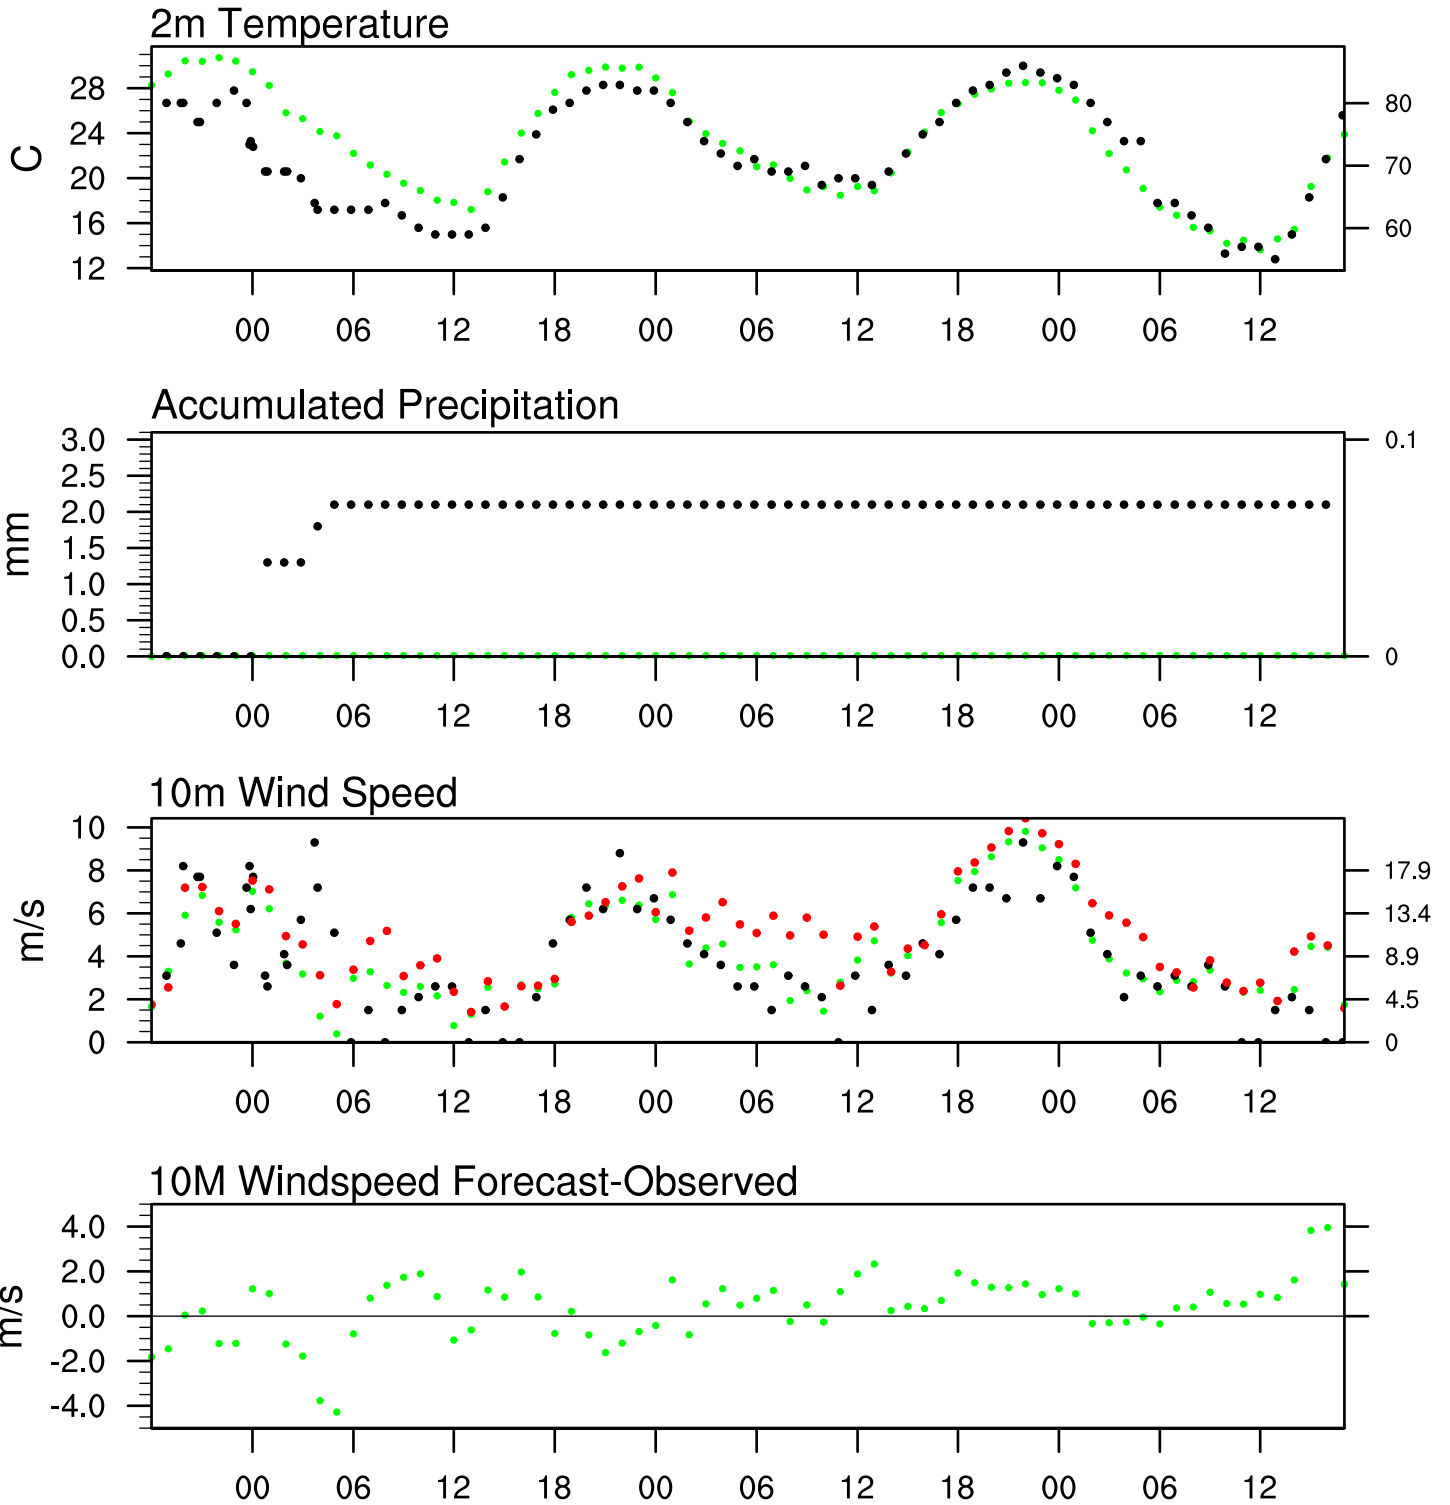 2m Temperature
C
28
24
20
16
12
80
70
60
00 06 12 18 00 06 12 18 00 06 12
Accumulated Precipitation
mm
3.0
2.5
2.0
1.5
1.0
0.5
0.0
0.1
0
00 06 12 18 00 06 12 18 00 06 12
10m Wind Speed
m/s
10
8
6
4
2
0
17.9
13.4
8.9
4.5
0
00 06 12 18 00 06 12 18 00 06 12
10M Windspeed Forecast-Observed
m/s
4.0
2.0
0.0
-2.0
-4.0
00 06 12 18 00 06 12 18 00 06 12